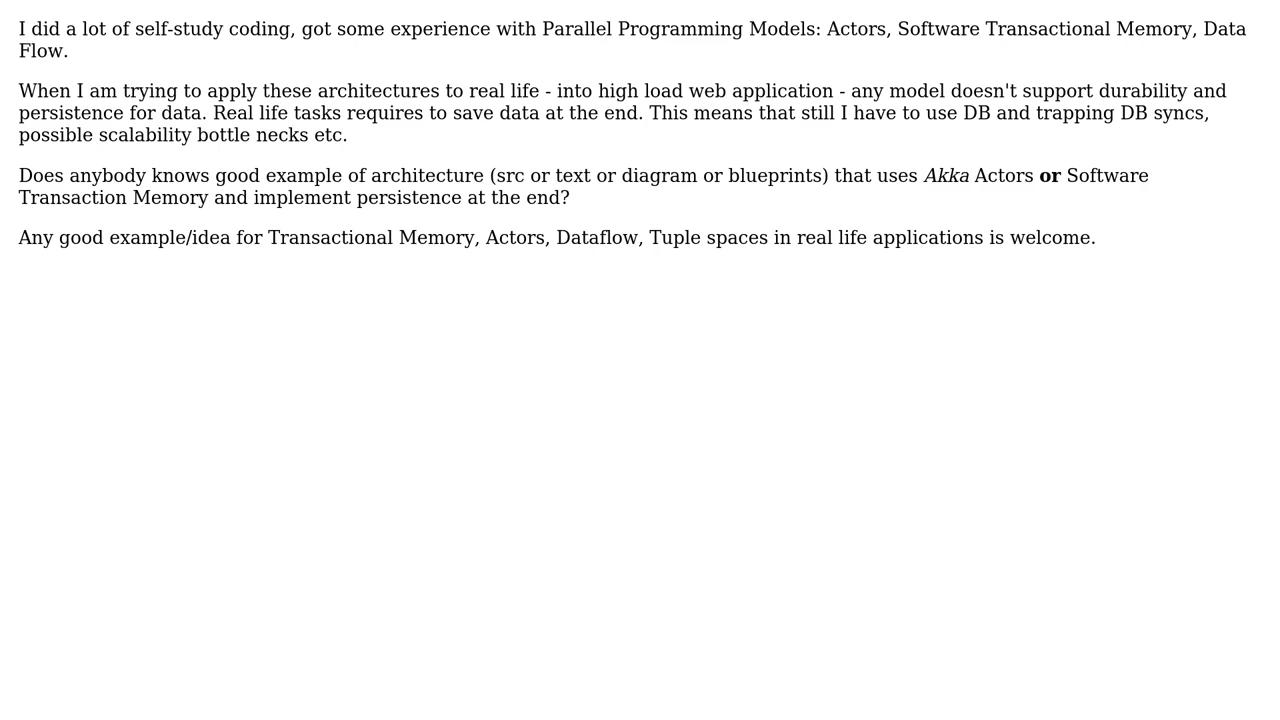 I did a lot of self-study coding, got some experience with Parallel Programming Models: Actors, Software Transactional Memory, Data
Flow.
When I am trying to apply these architectures to real life - into high load web application - any model doesn't support durability and
persistence for data. Real life tasks requires to save data at the end. This means that still I have to use DB and trapping DB syncs,
possible scalability bottle necks etc.
Does anybody knows good example of architecture (src or text or diagram or blueprints) that uses Akka Actors or Software
Transaction Memory and implement persistence at the end?
Any good example/idea for Transactional Memory, Actors, Dataflow, Tuple spaces in real life applications is welcome.